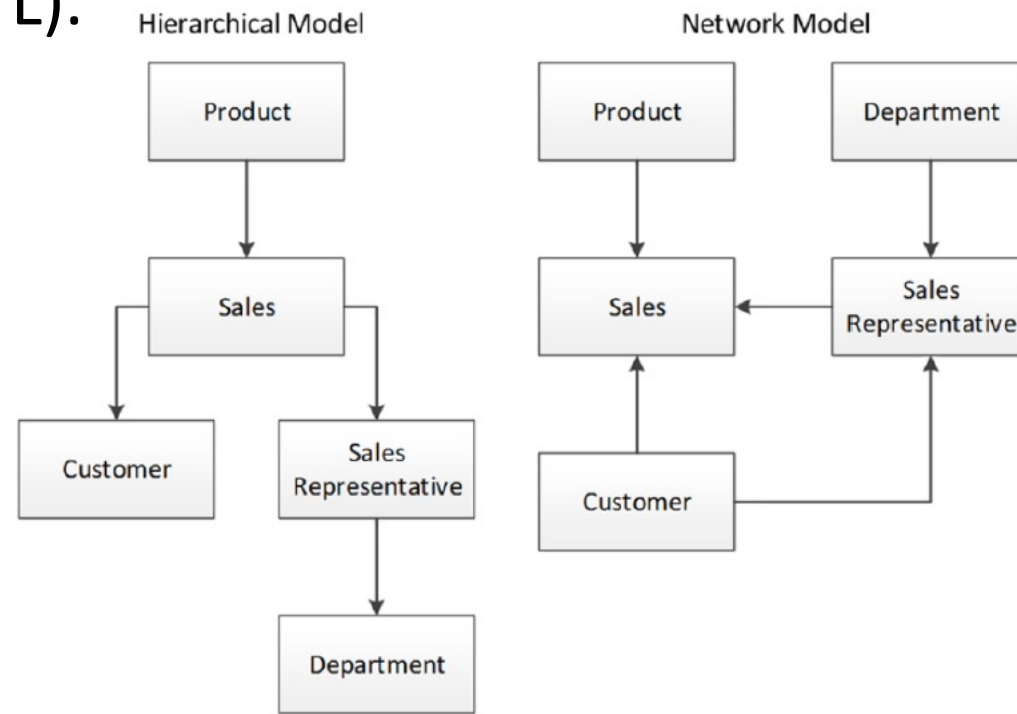 L).
Hierarchical Model
Product
Sales
Customer
Sales
Representative
Department
Network Model
Product
Department
Sales
Sales
Representative
Customer